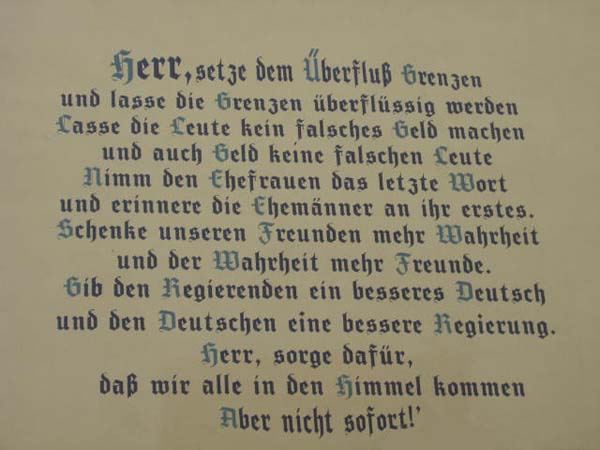 Herr, setze dem Überfluß Grenzen
und lasse die Grenzen überflüssig werden
Lasse die Leute kein falsches Geld machen
und auch Geld keine falschen Leute
Nimm den Ehefrauen das letzte Wort
und erinnere die Ehemänner an ihr erstes.
Schenke unseren Freunden mehr Wahrheit
und der Wahrheit mehr Freunde.
Gib den Regierenden ein besseres Deutsch
und den Deutschen eine bessere Regierung.
Herr, sorge dafür,
daß wir alle in den Himmel kommen
Aber nicht sofort!'